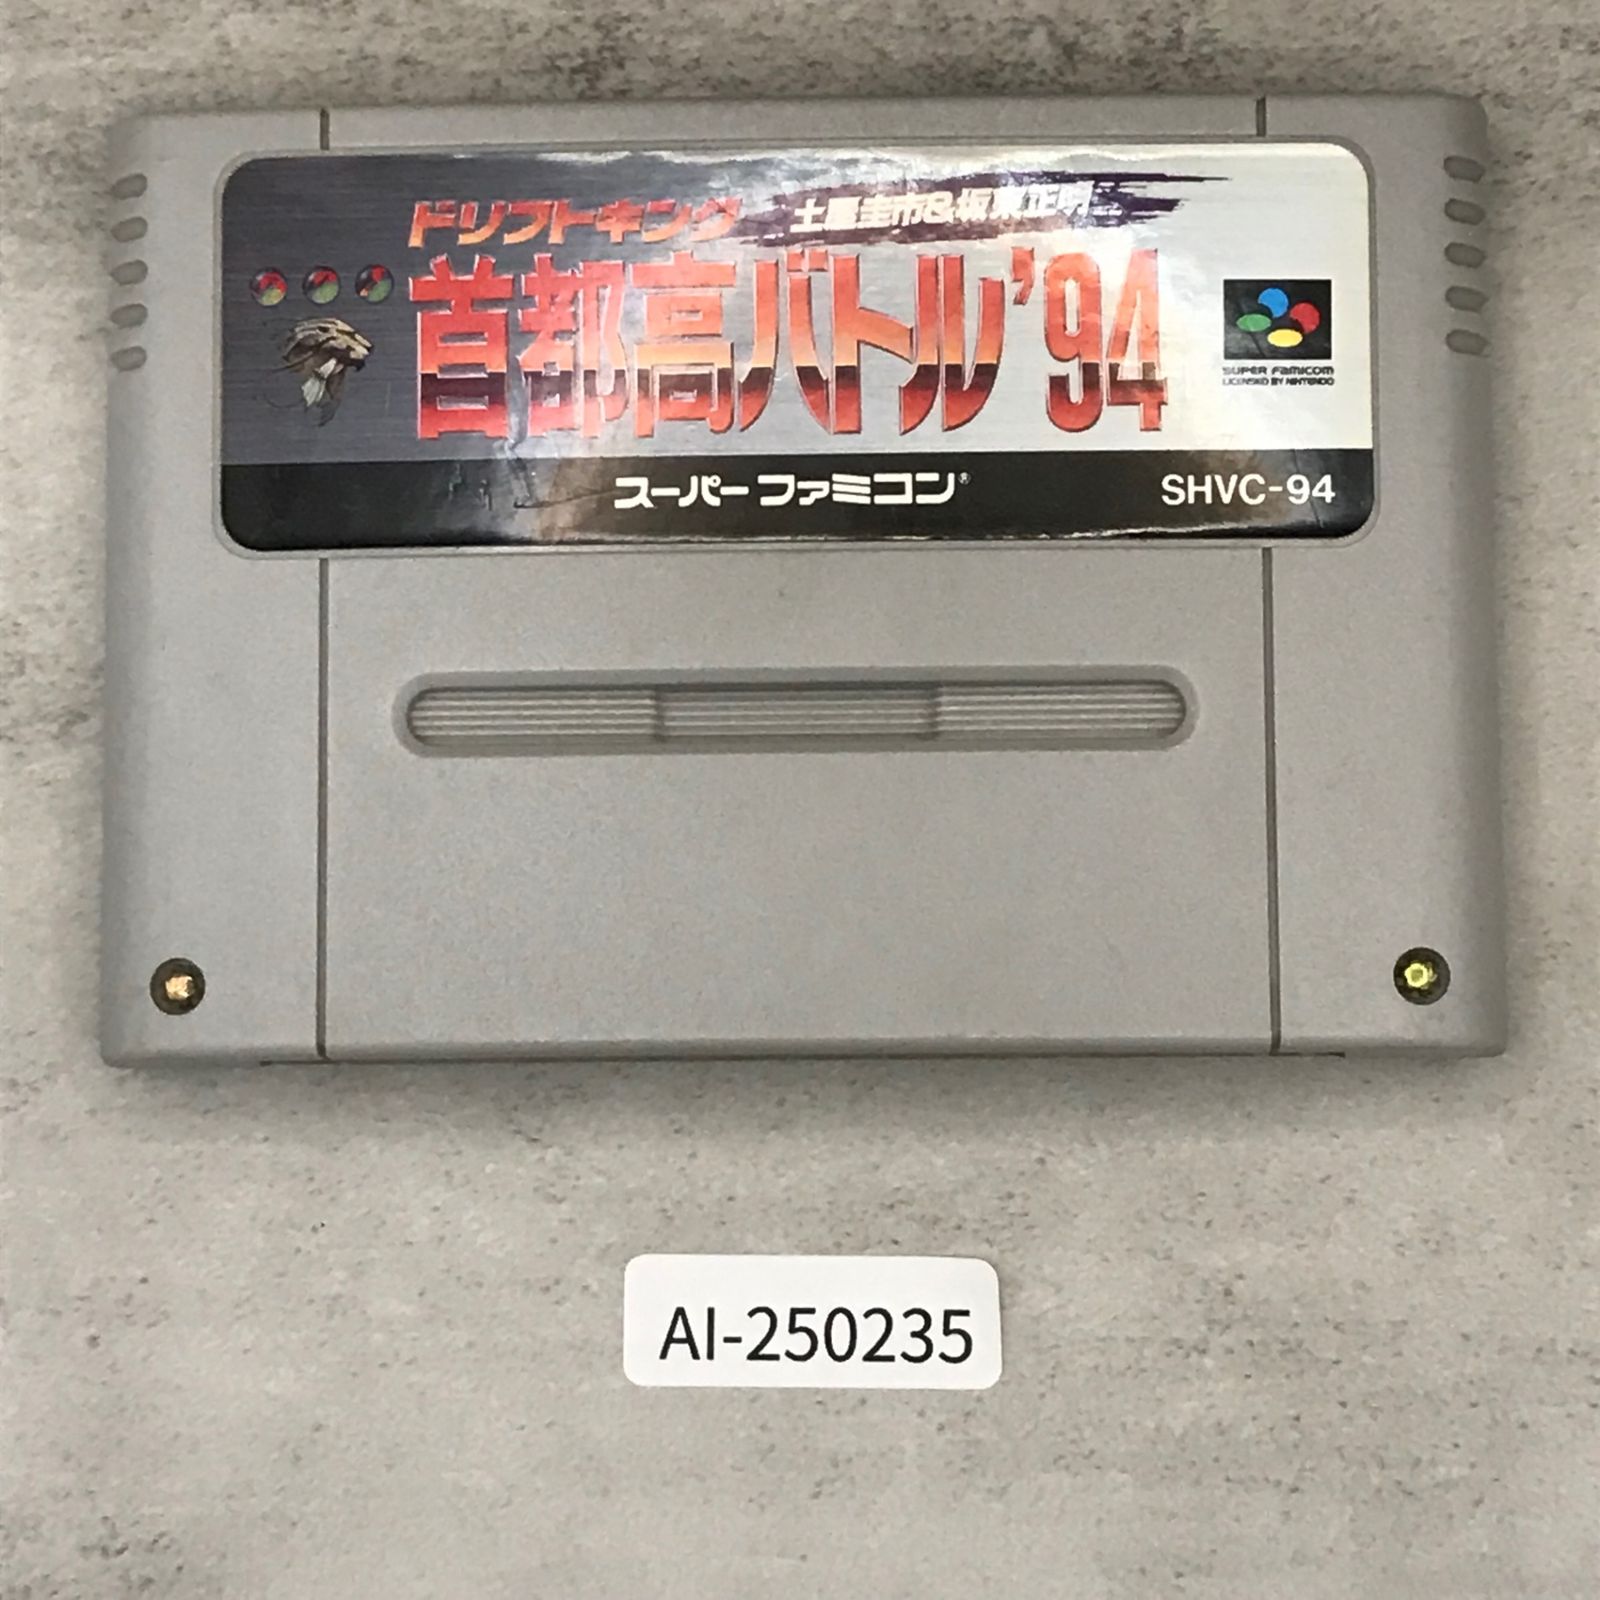 ドリフトキング 土屋圭市&坂東正明
首都高バトル'94
SUPER FAMICOM
LICENSED BY NINTENDO
スーパーファミコン®
SHVC-94
AI-250235